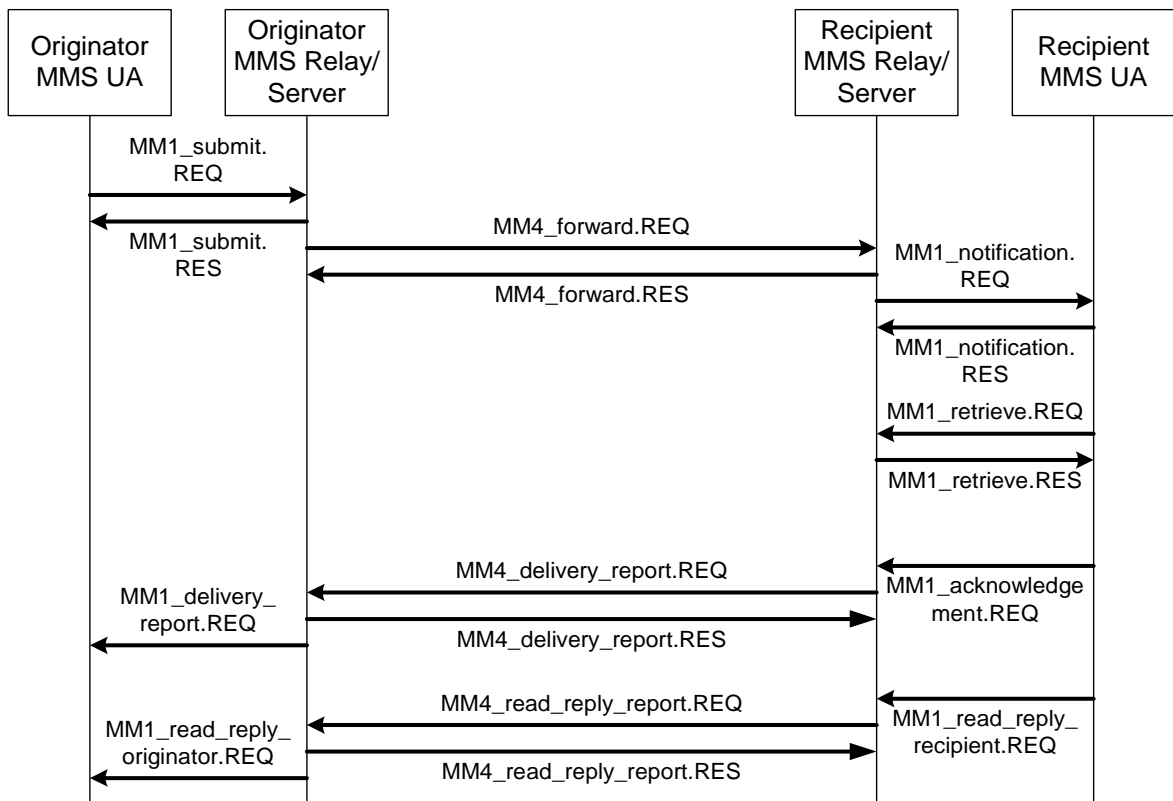 Originator
MMS UA
Originator
MMS Relay/
Server
Recipient
MMS Relay/
Server
Recipient
MMS UA
MM1_submit.
REQ
MM1_submit.
RES
MM4_forward.REQ
MM4_forward.RES
MM1_notification.
REQ
MM1_notification.
RES
MM1_retrieve.REQ
MM1_retrieve.RES
MM4_delivery_report.REQ
MM1_acknowledge
ment.REQ
MM1_delivery_
report.REQ
MM4_delivery_report.RES
MM4_read_reply_report.REQ
MM1_read_reply_
recipient.REQ
MM1_read_reply_
originator.REQ
MM4_read_reply_report.RES